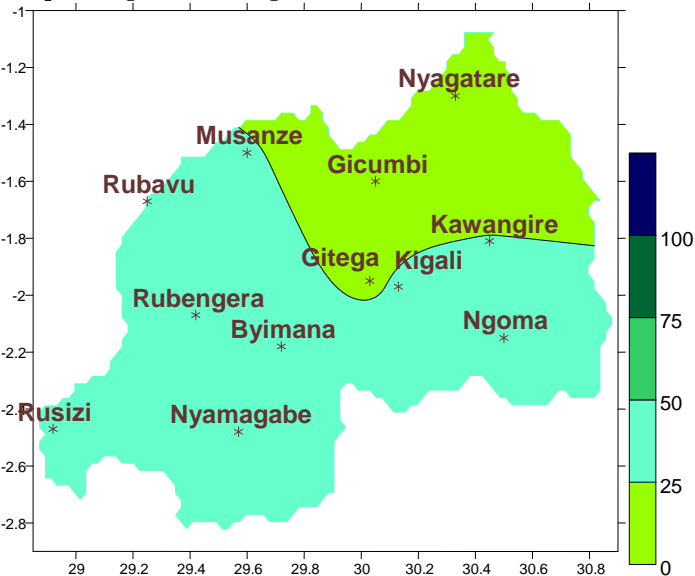 -1
-1.2
Nyagatare
-1.4
Musanze
Gicumbi
-1.6
Rubavu
-1.8
Kawangire
Gitega
Kigali
-2
Rubengera
Ngoma
Byimana
-2.2
-2.4
Rusizi
Nyamagabe
-2.6
-2.8
29 29.2 29.4 29.6 29.8 30 30.2 30.4 30.6 30.8
100
75
50
25
0